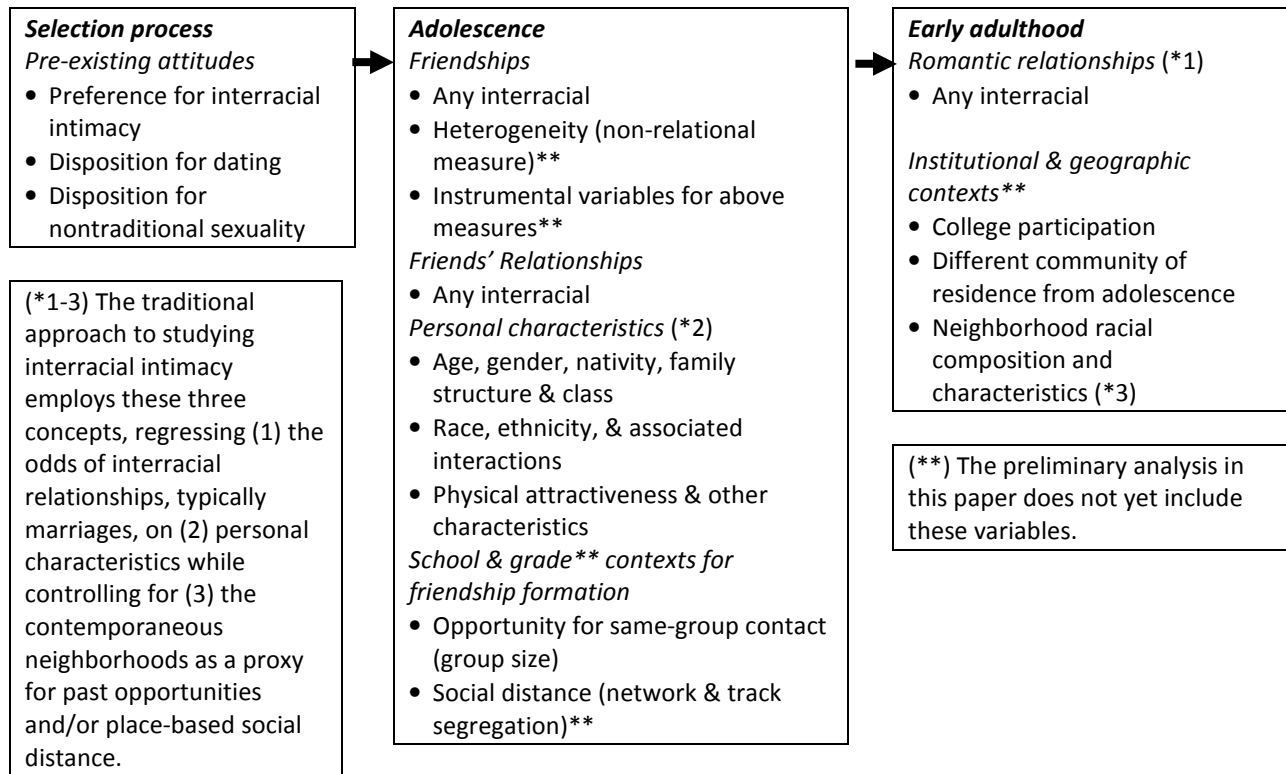 Selection process
Pre-existing attitudes
• Preference for interracial
intimacy
• Disposition for dating
• Disposition for
nontraditional sexuality
(*1-3) The traditional
approach to studying
interracial intimacy
employs these three
concepts, regressing (1) the
odds of interracial
relationships, typically
marriages, on (2) personal
characteristics while
controlling for (3) the
contemporaneous
neighborhoods as a proxy
for past opportunities
and/or place-based social
distance.
Adolescence
Friendships
• Any interracial
• Heterogeneity (non-relational
measure)**
• Instrumental variables for above
measures**
Friends’ Relationships
• Any interracial
Personal characteristics (*2)
• Age, gender, nativity, family
structure & class
• Race, ethnicity, & associated
interactions
• Physical attractiveness & other
characteristics
School & grade** contexts for
friendship formation
• Opportunity for same-group contact
(group size)
• Social distance (network & track
segregation)**
Early adulthood
Romantic relationships (*1)
• Any interracial
Institutional & geographic
contexts**
• College participation
• Different community of
residence from adolescence
• Neighborhood racial
composition and
characteristics (*3)
(**) The preliminary analysis in
this paper does not yet include
these variables.